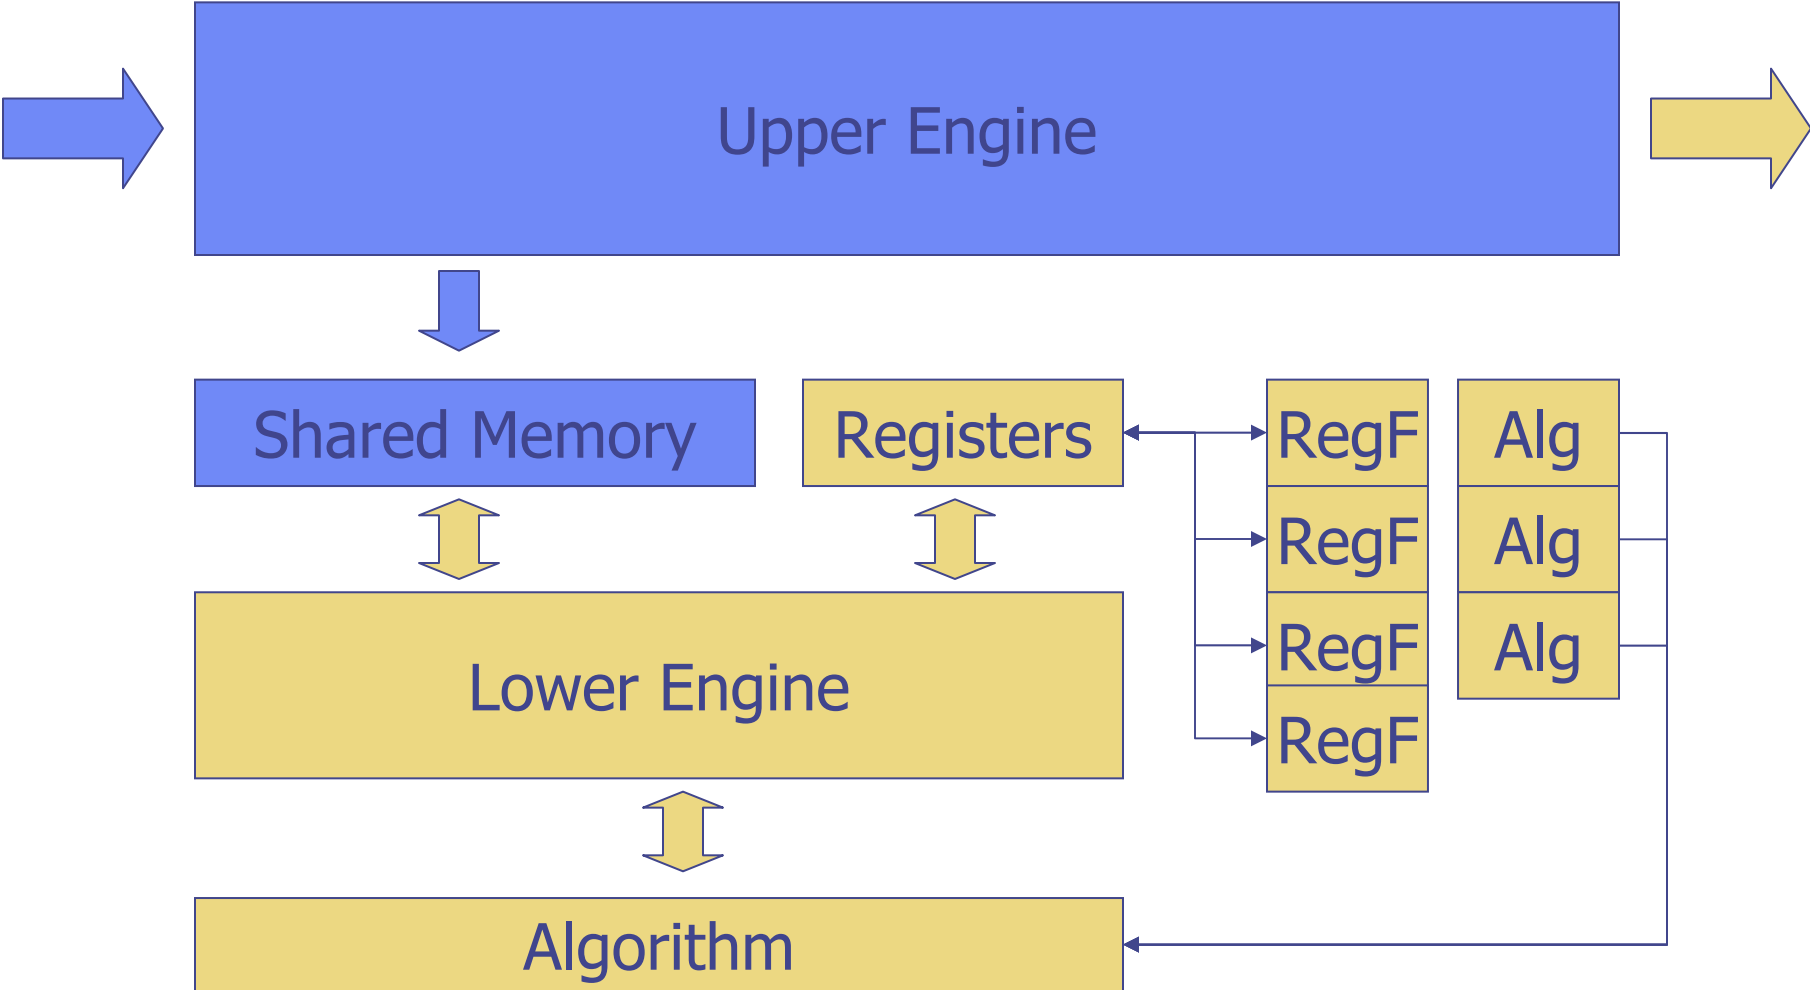 Upper Engine
Shared Memory
Registers
RegF
Alg
RegF
Alg
Lower Engine
RegF
Alg
RegF
Algorithm